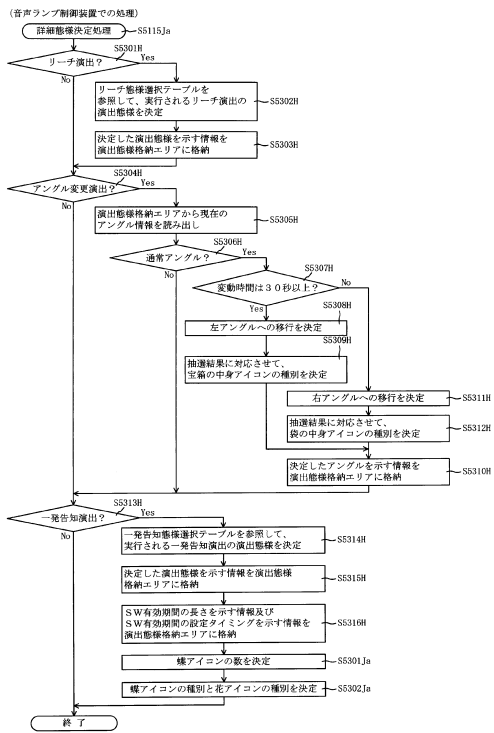 (音声ランプ制御装置での処理)
詳細態様決定処理
S5115Ja
S5301H
リーチ演出?
Yes
No
リーチ態様選択テーブルを
参照して、実行されるリーチ演出の
演出態様を決定
S5302H
決定した演出態様を示す情報を
演出態様格納エリアに格納
S5303H
S5304H
アングル変更演出?
Yes
No
演出態様格納エリアから現在の
アングル情報を読み出し
S5305H
S5306H
通常アングル?
Yes
No
S5307H
変動時間は30秒以上?
No
Yes
S5308H
左アングルへの移行を決定
S5309H
抽選結果に対応させて、
宝箱の中身アイコンの種別を決定
右アングルへの移行を決定
S5311H
抽選結果に対応させて、
袋の中身アイコンの種別を決定
S5312H
決定したアングルを示す情報を
演出態様格納エリアに格納
S5310H
S5313H
一発告知演出?
Yes
No
一発告知態様選択テーブルを参照して、
実行される一発告知演出の演出態様を決定
S5314H
決定した演出態様を示す情報を演出態様
格納エリアに格納
S5315H
SW有効期間の長さを示す情報及び
SW有効期間の設定タイミングを示す情報を
演出態様格納エリアに格納
S5316H
蝶アイコンの数を決定
S5301Ja
蝶アイコンの種別と花アイコンの種別を決定
S5302Ja
終了